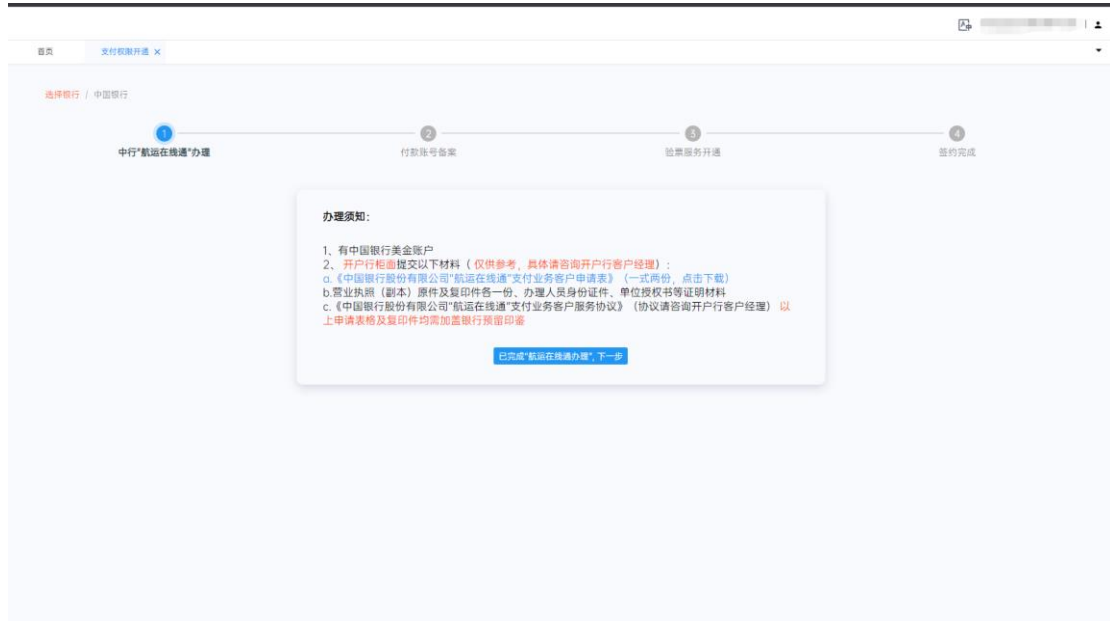 首页 支付权限开通 ×
选择银行 / 中国银行
1 2 3 4
中行"航运在线通"办理 付款账号备案 验票服务开通 签约完成
办理须知：
1、有中国银行美金账户
2、开户行柜面提交以下材料（仅供参考，具体请咨询开户行客户经理）：
a.《中国银行股份有限公司"航运在线通"支付业务客户申请表》（一式两份，点击下载）
b.营业执照（副本）原件及复印件各一份、办理人员身份证件、单位授权书等证明材料
c.《中国银行股份有限公司"航运在线通"支付业务客户服务协议》（协议请咨询开户行客户经理） 以
上申请表格及复印件均需加盖银行预留印鉴
已完成"航运在线通办理"，下一步